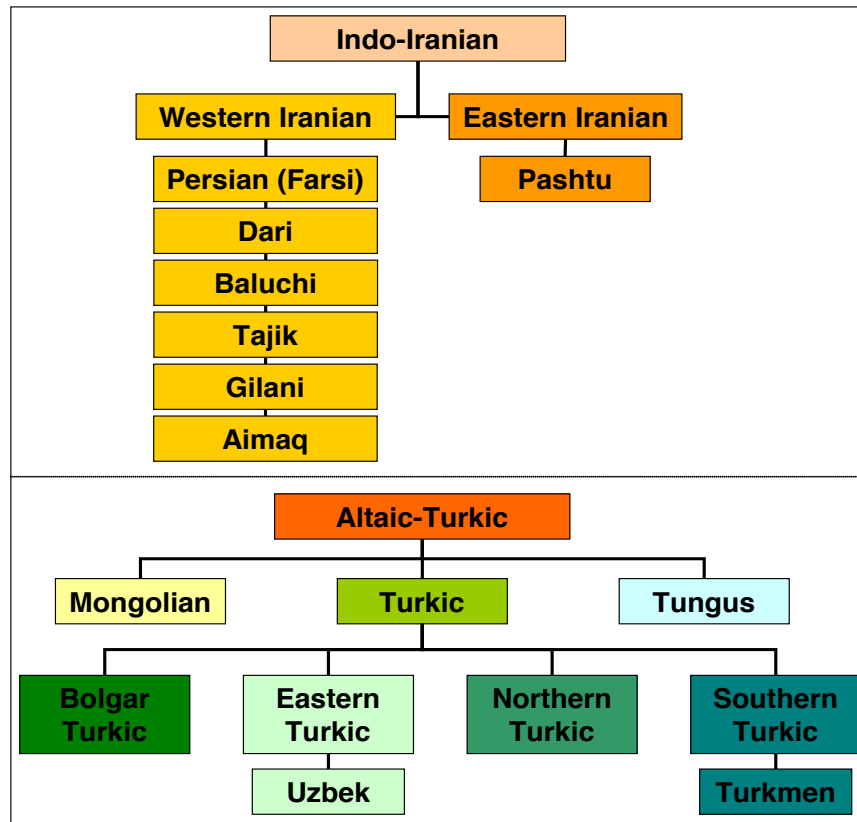 Indo-Iranian
Western Iranian
Eastern Iranian
Persian (Farsi)
Pashtu
Dari
Baluchi
Tajik
Gilani
Aimaq
Altaic-Turkic
Mongolian
Turkic
Tungus
Bolgar
Turkic
Eastern
Turkic
Northern
Turkic
Southern
Turkic
Uzbek
Turkmen